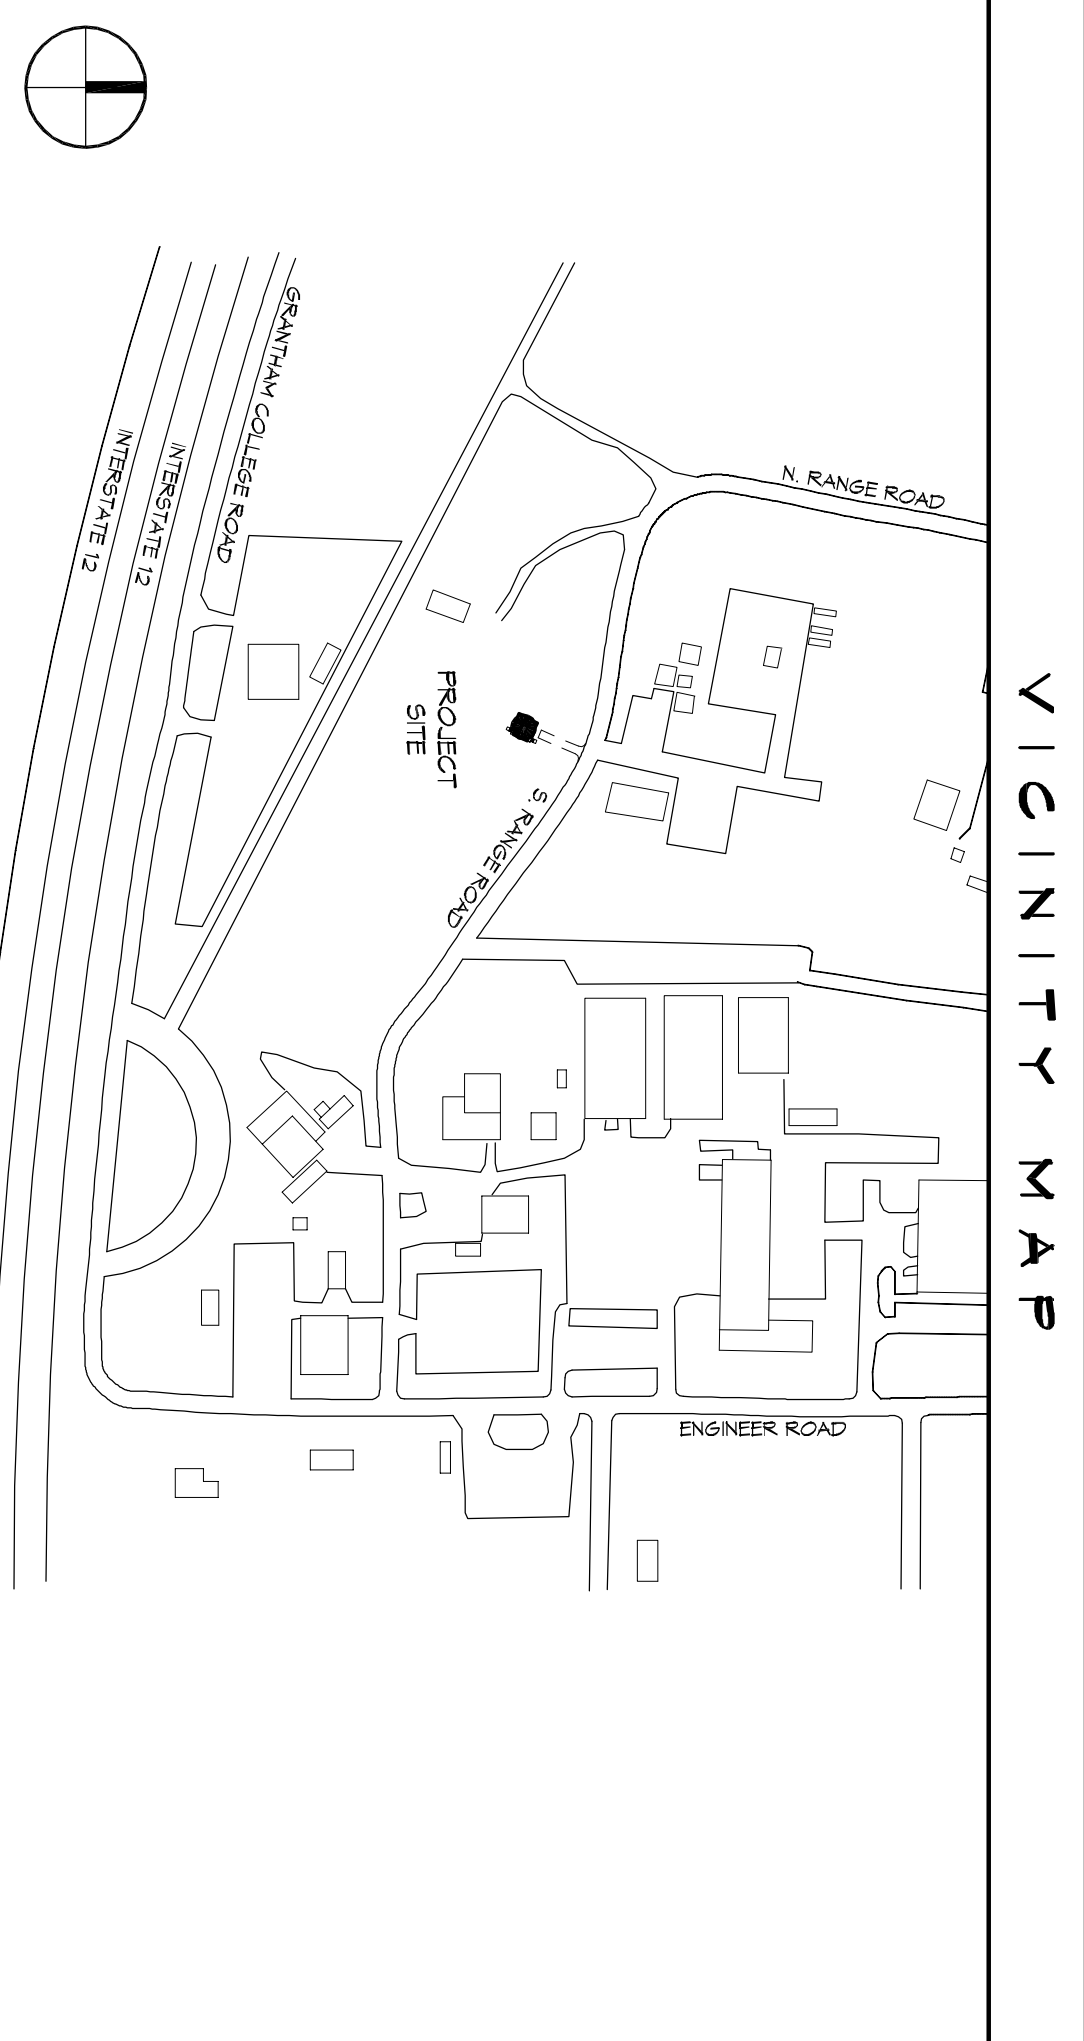 VICINITY MAP
N. RANGE ROAD
GRANTHAM COLLEGE ROAD
INTERSTATE 12
INTERSTATE 12
PROJECT
SITE
S. RANGE ROAD
ENGINEER ROAD